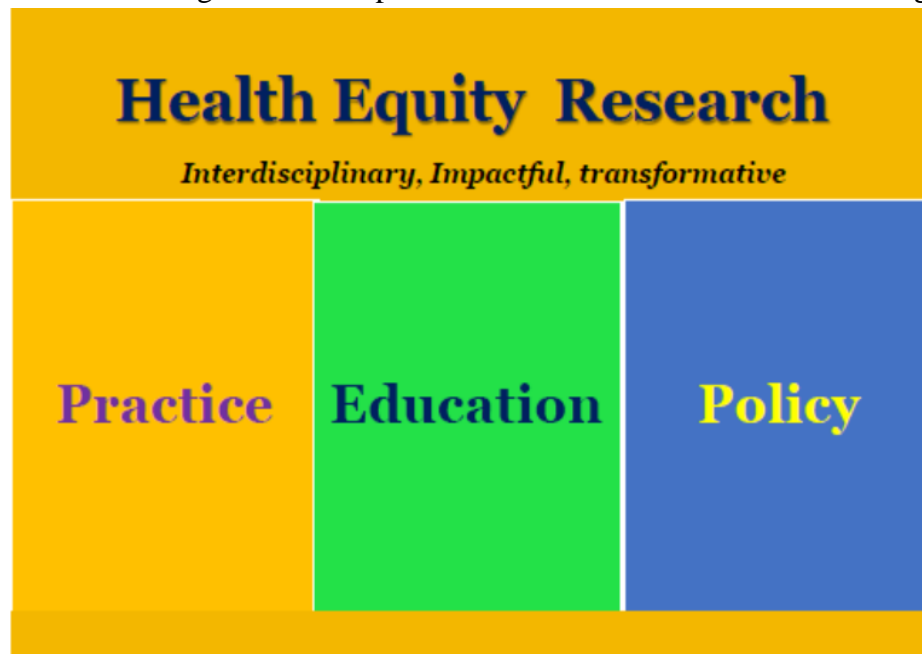 Health Equity Research
Interdisciplinary, Impactful, transformative
Practice
Education
Policy